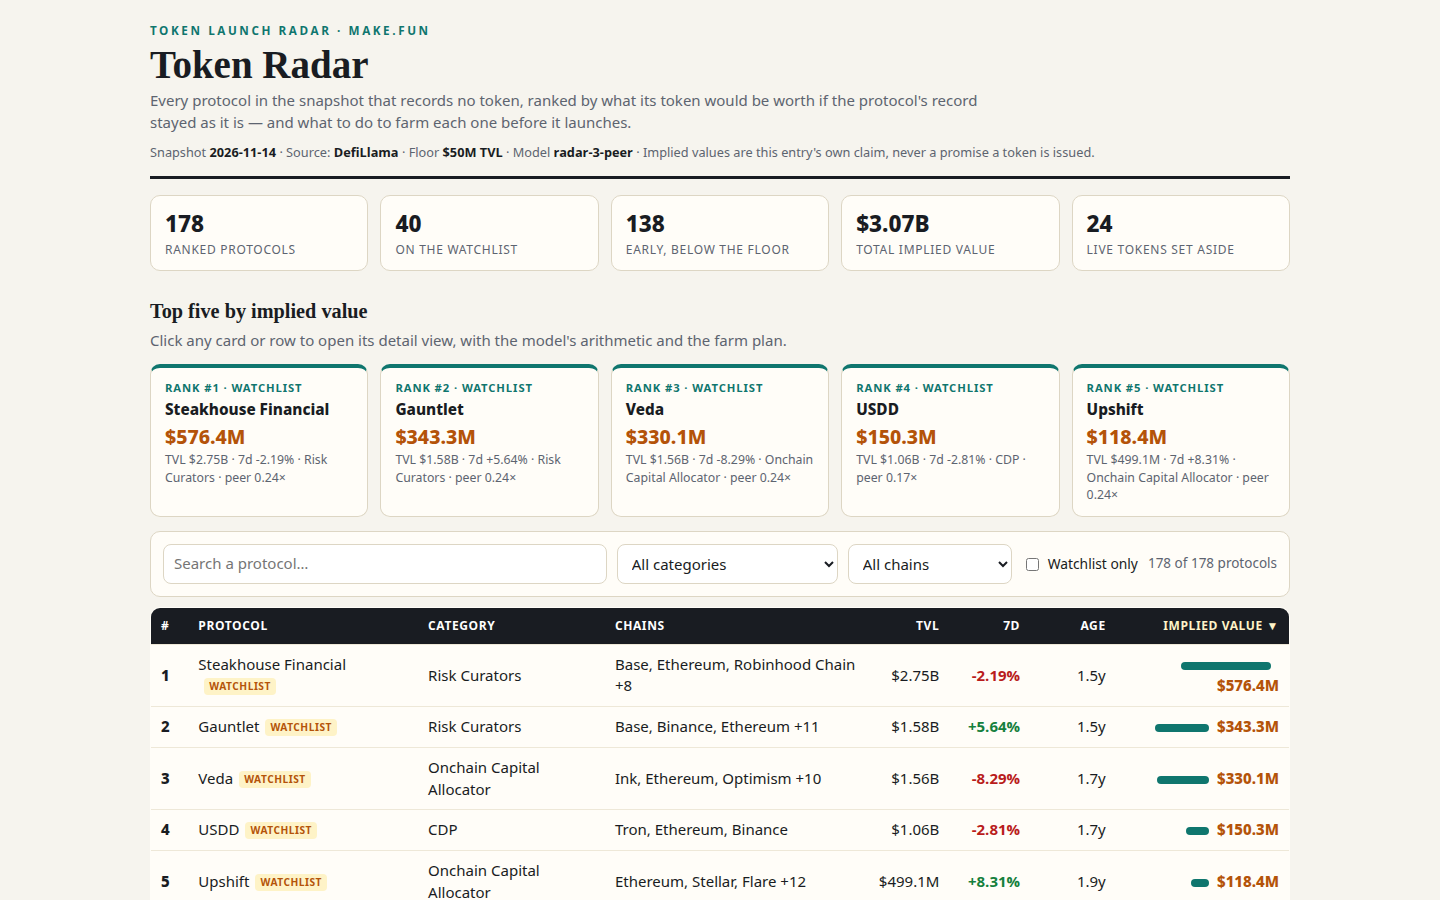 TOKEN LAUNCH RADAR · MAKE.FUN
Token Radar
Every protocol in the snapshot that records no token, ranked by what its token would be worth if the protocol's record
stayed as it is — and what to do to farm each one before it launches.
Snapshot 2026-11-14 · Source: DefiLlama · Floor $50M TVL · Model radar-3-peer · Implied values are this entry's own claim, never a promise a token is issued.
178
RANKED PROTOCOLS
40
ON THE WATCHLIST
138
EARLY, BELOW THE FLOOR
$3.07B
TOTAL IMPLIED VALUE
24
LIVE TOKENS SET ASIDE
Top five by implied value
Click any card or row to open its detail view, with the model's arithmetic and the farm plan.
RANK #1 · WATCHLIST
Steakhouse Financial
$576.4M
TVL $2.75B · 7d -2.19% · Risk
Curators · peer 0.24×
RANK #2 · WATCHLIST
Gauntlet
$343.3M
TVL $1.58B · 7d +5.64% · Risk
Curators · peer 0.24×
RANK #3 · WATCHLIST
Veda
$330.1M
TVL $1.56B · 7d -8.29% · Onchain
Capital Allocator · peer 0.24×
RANK #4 · WATCHLIST
USDD
$150.3M
TVL $1.06B · 7d -2.81% · CDP ·
peer 0.17×
RANK #5 · WATCHLIST
Upshift
$118.4M
TVL $499.1M · 7d +8.31% ·
Onchain Capital Allocator · peer
0.24×
Search a protocol... All categories All chains Watchlist only 178 of 178 protocols
# PROTOCOL CATEGORY CHAINS TVL 7D AGE IMPLIED VALUE ▼
1 Steakhouse Financial WATCHLIST Risk Curators Base, Ethereum, Robinhood Chain +8 $2.75B -2.19% 1.5y $576.4M
2 Gauntlet WATCHLIST Risk Curators Base, Binance, Ethereum +11 $1.58B +5.64% 1.5y $343.3M
3 Veda WATCHLIST Onchain Capital Allocator Ink, Ethereum, Optimism +10 $1.56B -8.29% 1.7y $330.1M
4 USDD WATCHLIST CDP Tron, Ethereum, Binance $1.06B -2.81% 1.7y $150.3M
5 Upshift WATCHLIST Onchain Capital Allocator Ethereum, Stellar, Flare +12 $499.1M +8.31% 1.9y $118.4M